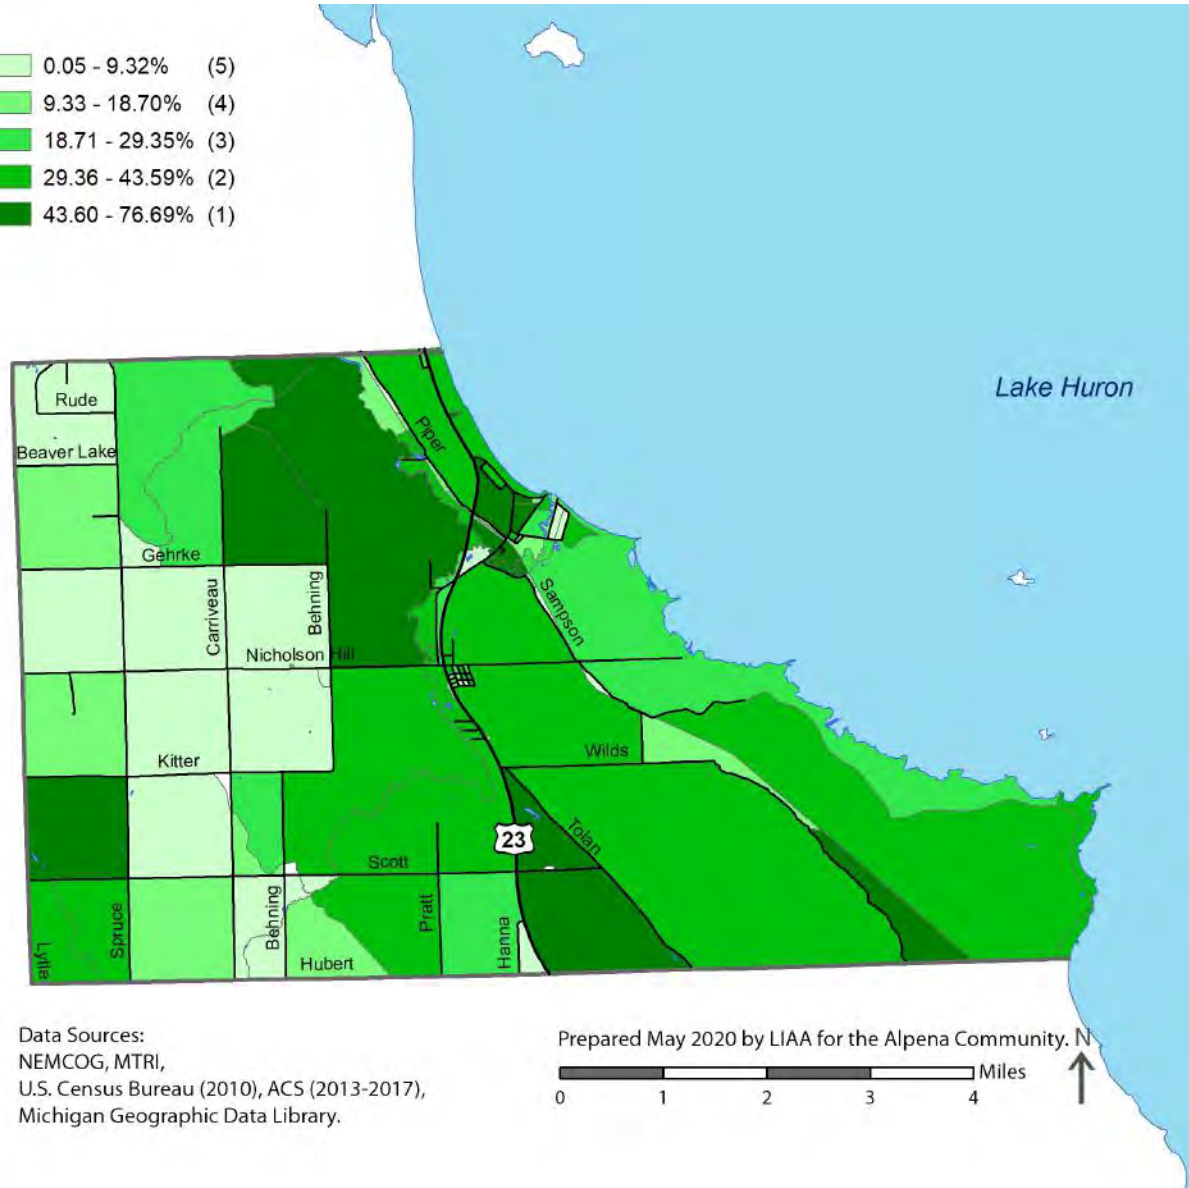 0.05 - 9.32% (5)
9.33 - 18.70% (4)
18.71 - 29.35% (3)
29.36 - 43.59% (2)
43.60 - 76.69% (1)
Lake Huron
Rude
Piper
Beaver Lake
Gehrke
Carriveau
Behning
Sampson
Nicholson Hill
Wilds
Kitter
23
Tolan
Scott
Lytle
Spruce
Behning
Pratt
Hanna
Hubert
Data Sources:
NEMCOG, MTRI,
U.S. Census Bureau (2010), ACS (2013-2017),
Michigan Geographic Data Library.
Prepared May 2020 by LIAA for the Alpena Community.
N
Miles
0 1 2 3 4